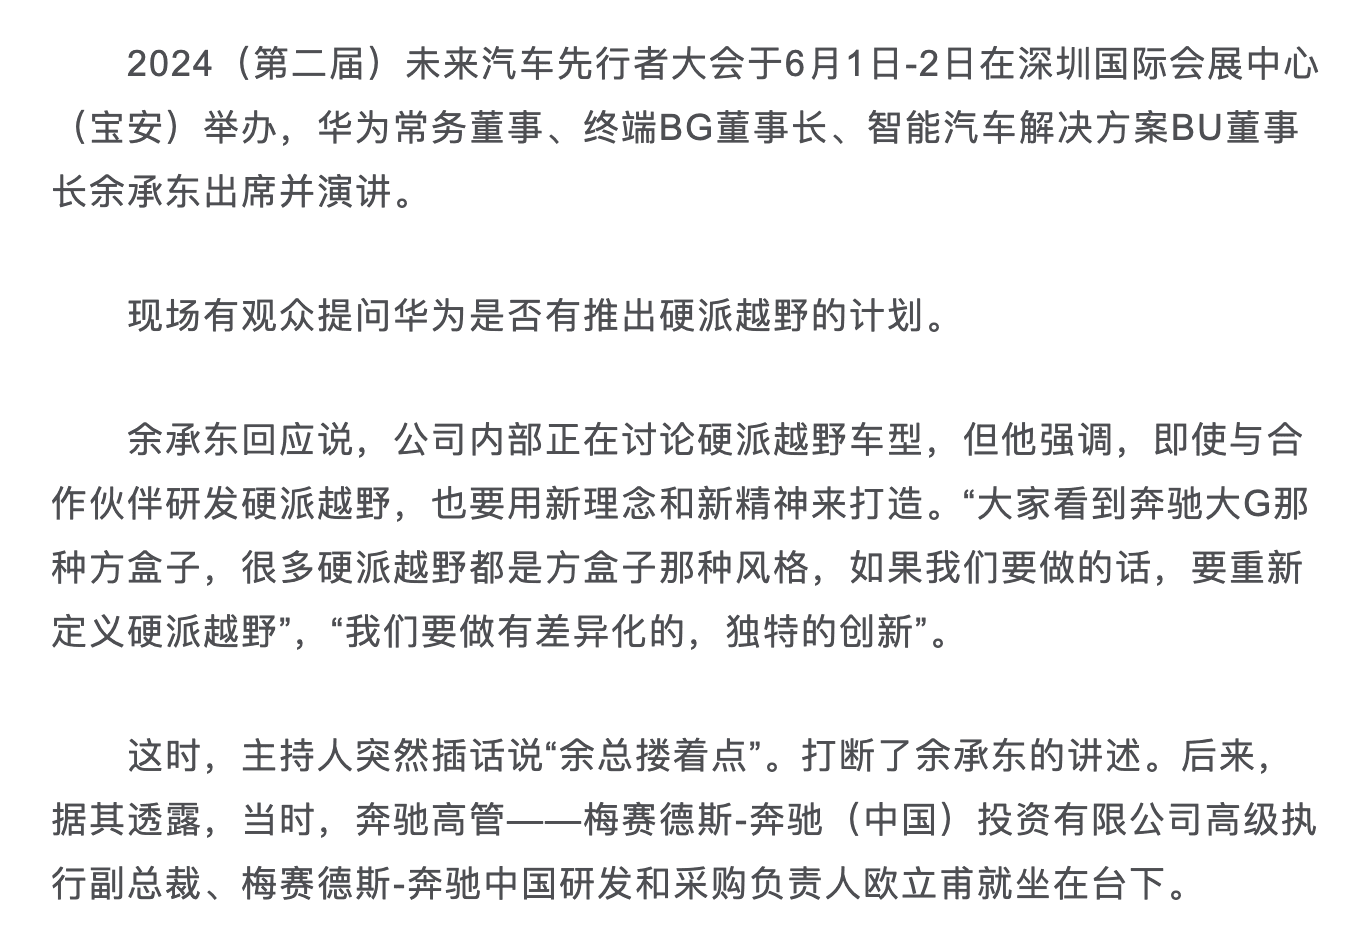 2024（第二届）未来汽车先行者大会于6月1日-2日在深圳国际会展中心
（宝安）举办，华为常务董事、终端BG董事长、智能汽车解决方案BU董事
长余承东出席并演讲。
现场有观众提问华为是否有推出硬派越野的计划。
余承东回应说，公司内部正在讨论硬派越野车型，但他强调，即使与合
作伙伴研发硬派越野，也要用新理念和新精神来打造。“大家看到奔驰大G那
种方盒子，很多硬派越野都是方盒子那种风格，如果我们要做的话，要重新
定义硬派越野”，“我们要做有差异化的，独特的创新”。
这时，主持人突然插话说“余总搂着点”。打断了余承东的讲述。后来，
据其透露，当时，奔驰高管——梅赛德斯-奔驰（中国）投资有限公司高级执
行副总裁、梅赛德斯-奔驰中国研发和采购负责人欧立甫就坐在台下。